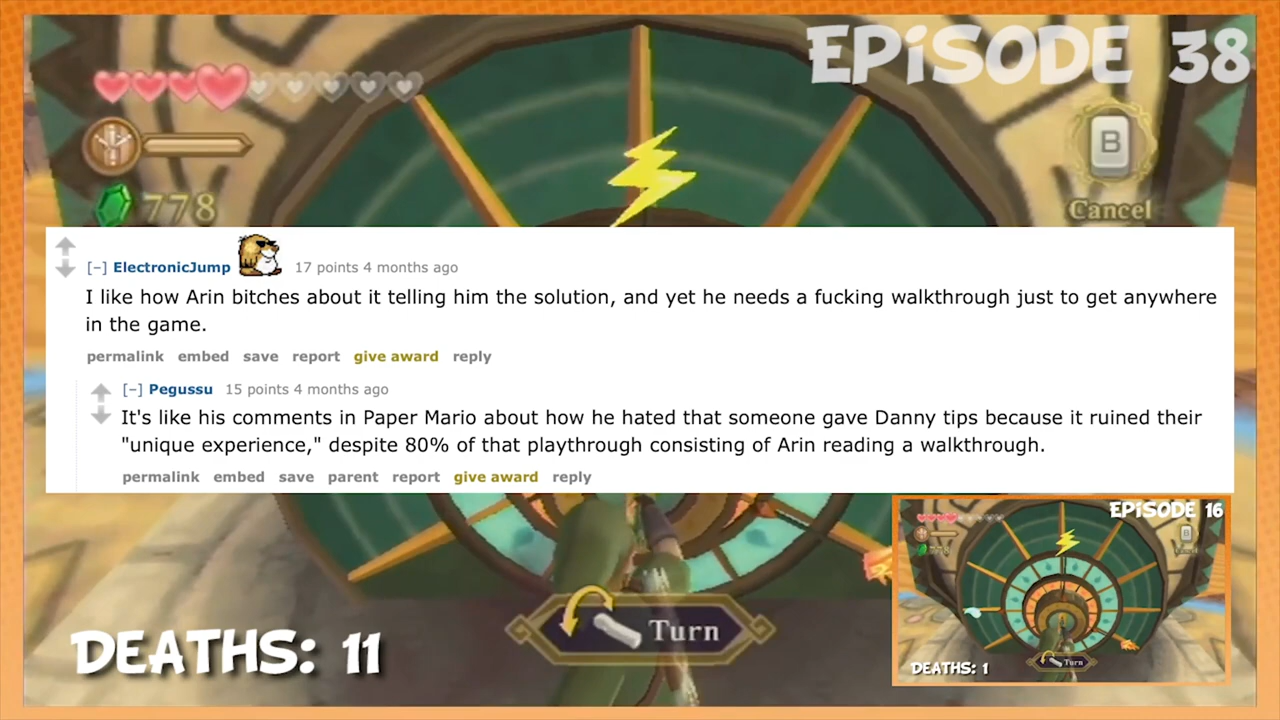 EPiSODE 38
B
778
Cancel
[–] ElectronicJump 17 points 4 months ago
I like how Arin bitches about it telling him the solution, and yet he needs a fucking walkthrough just to get anywhere
in the game.
permalink embed save report give award reply
[–] Pegussu 15 points 4 months ago
It's like his comments in Paper Mario about how he hated that someone gave Danny tips because it ruined their
"unique experience," despite 80% of that playthrough consisting of Arin reading a walkthrough.
permalink embed save parent report give award reply
EPiSODE 16
B
Turn
DEATHS: 11
DEATHS: 1
Turn